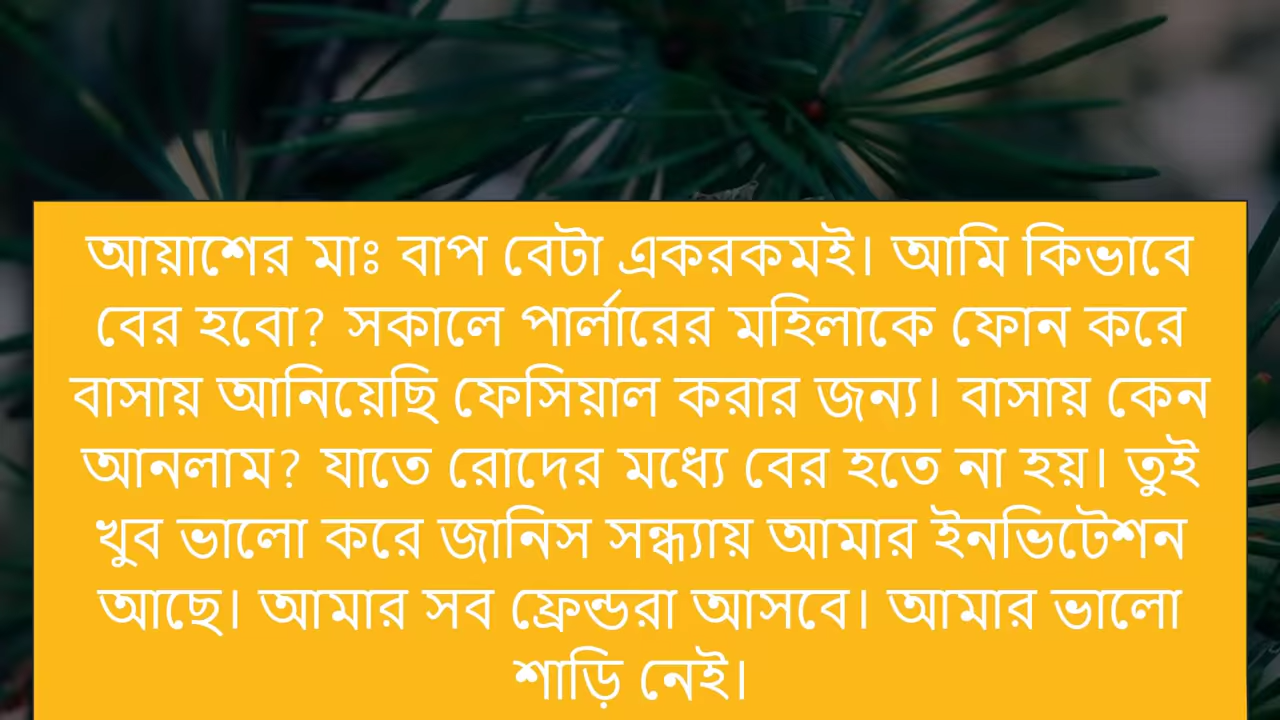 আয়াশের মাঃ বাপ বেটা একরকমই। আমি কিভাবে
বের হবো? সকালে পার্লারের মহিলাকে ফোন করে
বাসায় আনিয়েছি ফেসিয়াল করার জন্য। বাসায় কেন
আনলাম? যাতে রোদের মধ্যে বের হতে না হয়। তুই
খুব ভালো করে জানিস সন্ধ্যায় আমার ইনভিটেশন
আছে। আমার সব ফ্রেন্ডরা আসবে। আমার ভালো
শাড়ি নেই।